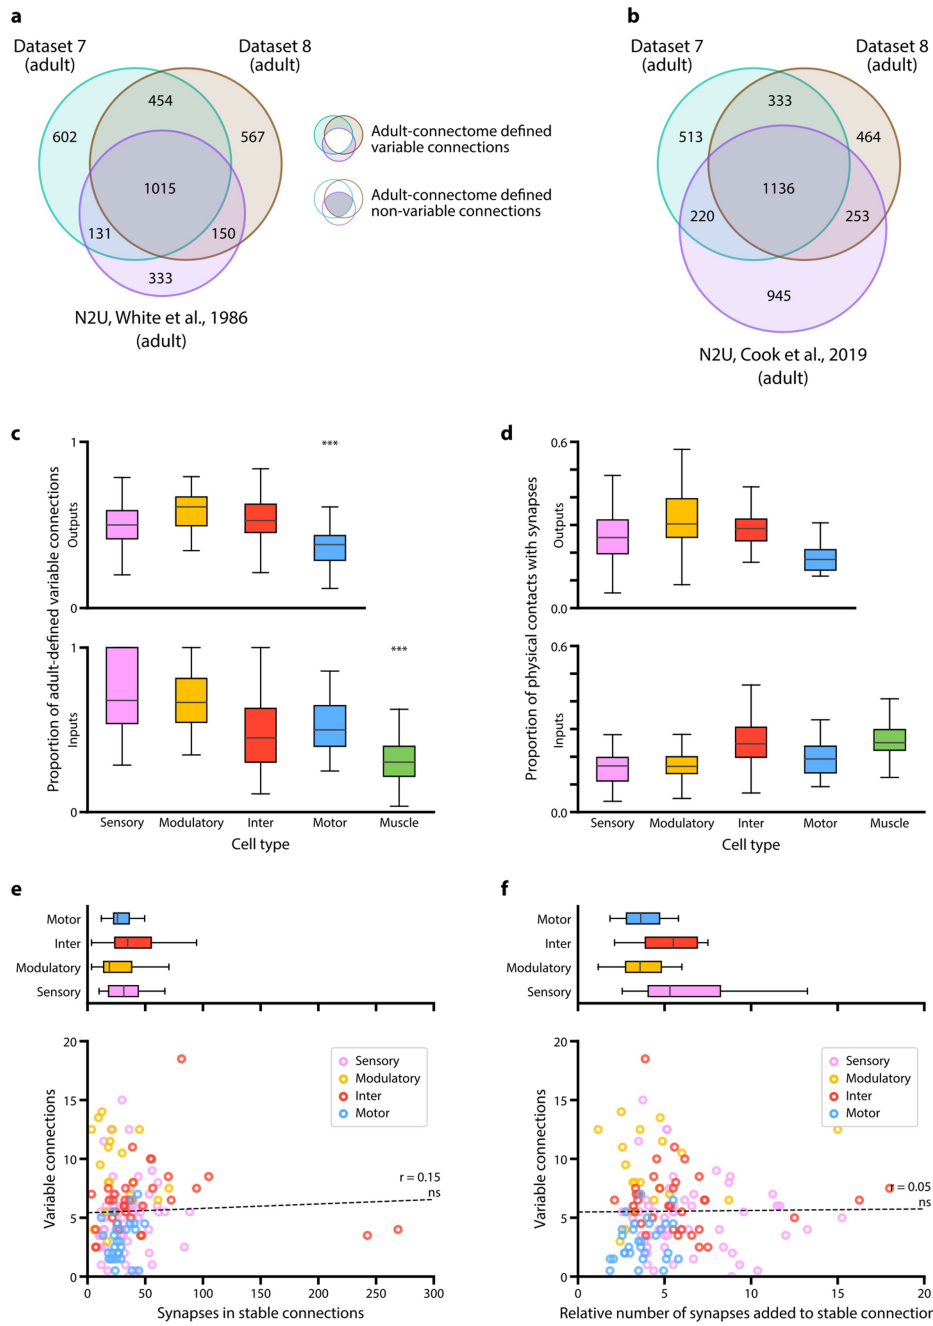 a
b
Dataset 7
(adult)
Dataset 8
(adult)
454
602
567
1015
131
150
333
N2U, White et al., 1986
(adult)
Adult-connectome defined
variable connections
Adult-connectome defined
non-variable connections
Dataset 7
(adult)
Dataset 8
(adult)
333
513
464
1136
220
253
945
N2U, Cook et al., 2019
(adult)
c
Proportion of adult-defined variable connections
Outputs
1
0
***
Inputs
1
0
***
Sensory Modulatory Inter Motor Muscle
Cell type
d
Proportion of physical contacts with synapses
Outputs
0.6
0.0
Inputs
0.6
0.0
Sensory Modulatory Inter Motor Muscle
Cell type
e
Motor
Inter
Modulatory
Sensory
Variable connections
20
15
10
5
0
Sensory
Modulatory
Inter
Motor
r = 0.15
ns
0 50 100 150 200 250 300
Synapses in stable connections
f
Motor
Inter
Modulatory
Sensory
Variable connections
20
15
10
5
0
Sensory
Modulatory
Inter
Motor
r = 0.05
ns
0 5 10 15 20
Relative number of synapses added to stable connection